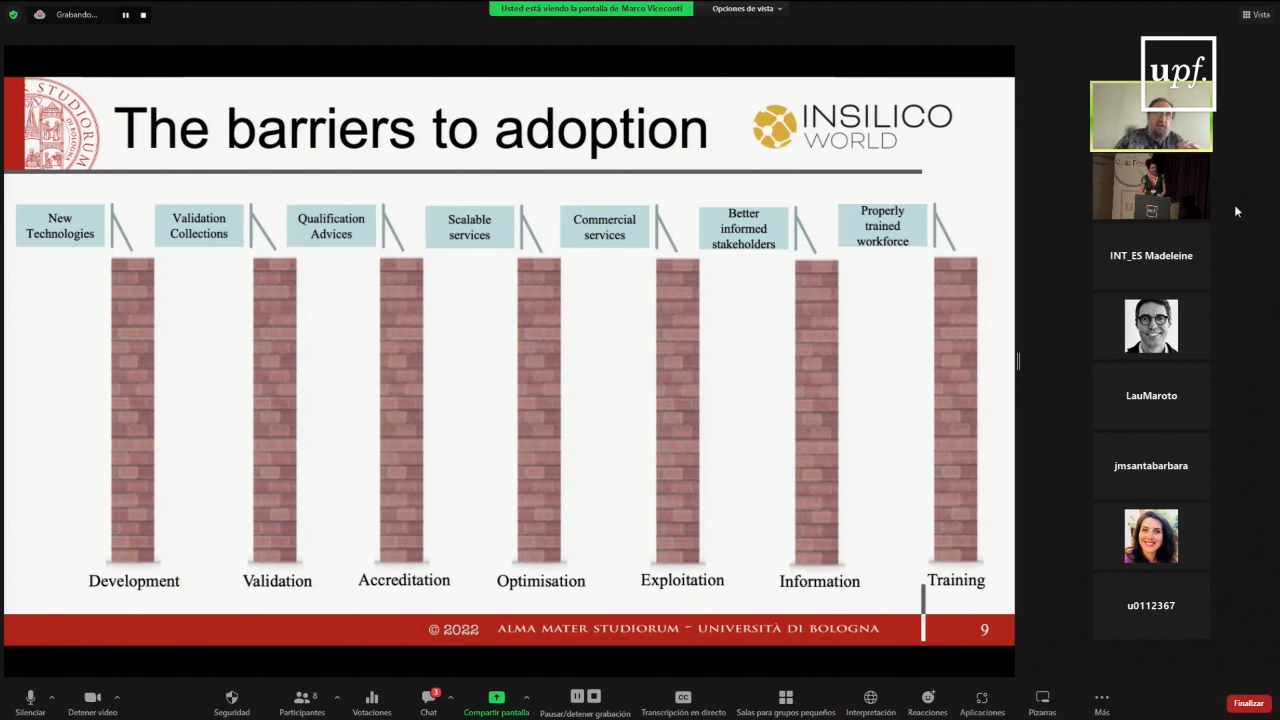 Grabando...
Usted está viendo la pantalla de Marco Viceconti
Opciones de vista
Vista
upf.
STUDIORUM
The barriers to adoption
INSILICO
WORLD
New
Technologies
Validation
Collections
Qualification
Advices
Scalable
services
Commercial
services
Better
informed
stakeholders
Properly
trained
workforce
Development
Validation
Accreditation
Optimisation
Exploitation
Information
Training
© 2022
ALMA MATER STUDIORUM – UNIVERSITÀ DI BOLOGNA
9
INT_ES Madeleine
LauMaroto
jmsantabarbara
u0112367
Silenciar
Detener vídeo
Seguridad
Participantes
8
Votaciones
Chat
3
Compartir pantalla
Pausar/detener grabación
CC
Transcripción en directo
Salas para grupos pequeños
Interpretación
Reacciones
Aplicaciones
Pizarras
Más
Finalizar